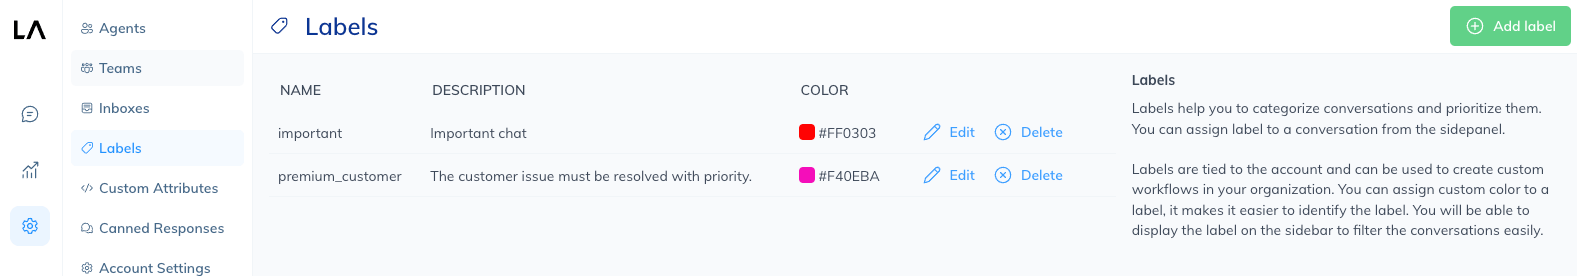 LA
Agents
Teams
Inboxes
Labels
Custom Attributes
Canned Responses
Account Settings
Labels
Add label
NAME DESCRIPTION COLOR
important Important chat #FF0303 Edit Delete
premium_customer The customer issue must be resolved with priority. #F40EBA Edit Delete
Labels
Labels help you to categorize conversations and prioritize them.
You can assign label to a conversation from the sidepanel.
Labels are tied to the account and can be used to create custom
workflows in your organization. You can assign custom color to a
label, it makes it easier to identify the label. You will be able to
display the label on the sidebar to filter the conversations easily.